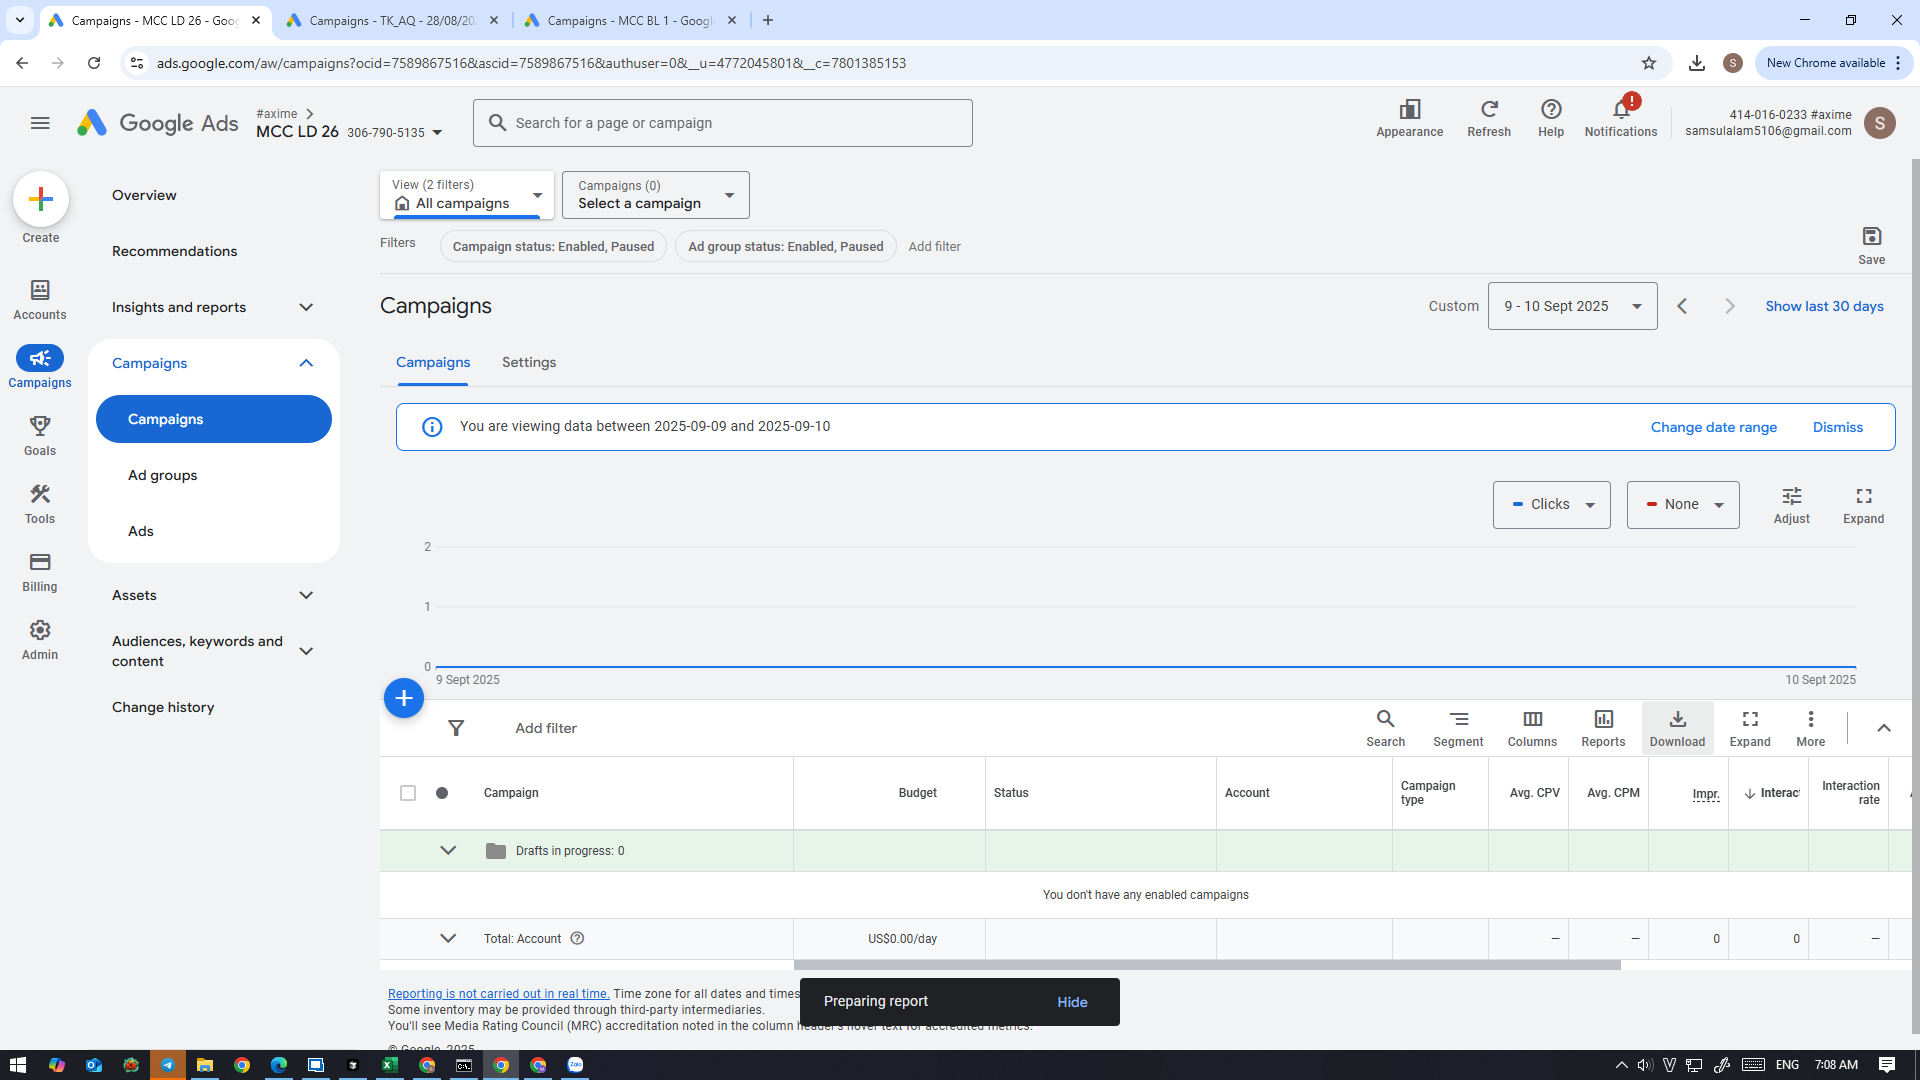 Campaigns - MCC LD 26 - Goog
Campaigns - TK_AQ - 28/08/20
Campaigns - MCC BL 1 - Google
ads.google.com/aw/campaigns?ocid=7589867516&ascid=7589867516&authuser=0&__u=4772045801&__c=7801385153
S
New Chrome available
Google Ads
#axime
MCC LD 26 306-790-5135
Search for a page or campaign
Appearance
Refresh
Help
!
Notifications
414-016-0233 #axime
samsulalam5106@gmail.com
S
Create
Accounts
Campaigns
Goals
Tools
Billing
Admin
Overview
Recommendations
Insights and reports
Campaigns
Campaigns
Ad groups
Ads
Assets
Audiences, keywords and
content
Change history
View (2 filters)
All campaigns
Campaigns (0)
Select a campaign
Filters
Campaign status: Enabled, Paused
Ad group status: Enabled, Paused
Add filter
Save
Campaigns
Custom
9 - 10 Sept 2025
Show last 30 days
Campaigns
Settings
You are viewing data between 2025-09-09 and 2025-09-10
Change date range
Dismiss
Clicks
None
Adjust
Expand
2
1
0
9 Sept 2025
10 Sept 2025
Add filter
Search
Segment
Columns
Reports
Download
Expand
More
Campaign
Budget
Status
Account
Campaign
type
Avg. CPV
Avg. CPM
Impr.
Interac
Interaction
rate
Drafts in progress: 0
You don't have any enabled campaigns
Total: Account
US$0.00/day
—
—
0
0
—
Reporting is not carried out in real time. Time zone for all dates and times
Some inventory may be provided through third-party intermediaries.
You'll see Media Rating Council (MRC) accreditation noted in the column header's hover text for accredited metrics.
© Google, 2025
Preparing report
Hide
Zalo
ENG
7:08 AM